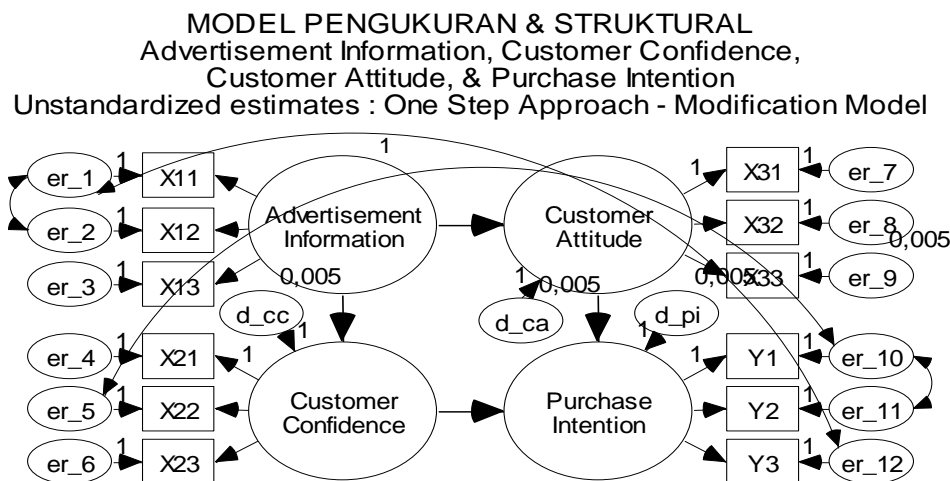 MODEL PENGUKURAN & STRUKTURAL
Advertisement Information, Customer Confidence,
Customer Attitude, & Purchase Intention
Unstandardized estimates : One Step Approach - Modification Model
er_1 1 X11 1 1 X31 1 er_7
er_2 1 X12 Advertisement Information Customer Attitude X32 1 er_8
0,005
er_3 1 X13 0,005 1 0,005 0,005 X33 1 er_9
d_cc 1 d_ca 1 d_pi
er_4 1 X21 1 1 Y1 1 er_10
er_5 1 X22 Customer Confidence Purchase Intention Y2 1 er_11
er_6 1 X23 Y3 1 er_12